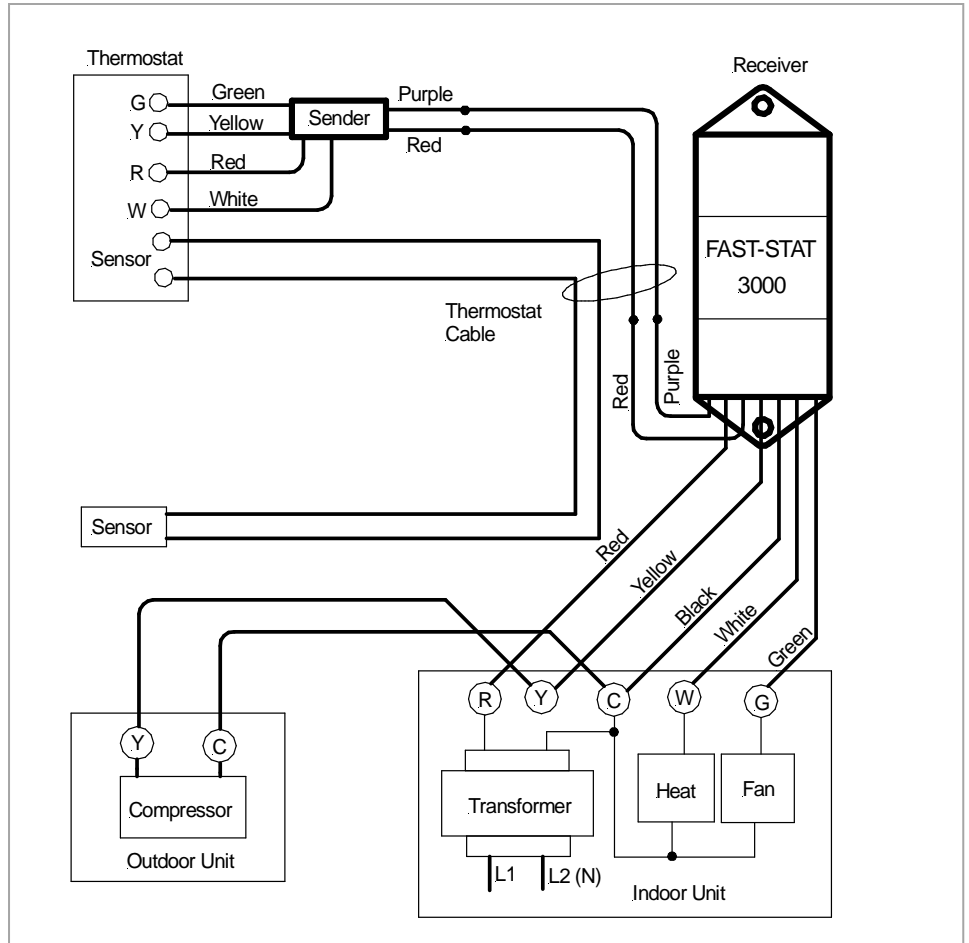 Thermostat
Receiver
G
Green
Y
Yellow
Sender
Purple
Red
R
Red
W
White
Sensor
FAST-STAT
3000
Thermostat
Cable
Red
Purple
Sensor
Red
Yellow
Black
White
Green
R
Y
C
W
G
Y
C
Compressor
Outdoor Unit
Transformer
Heat
Fan
L1
L2 (N)
Indoor Unit